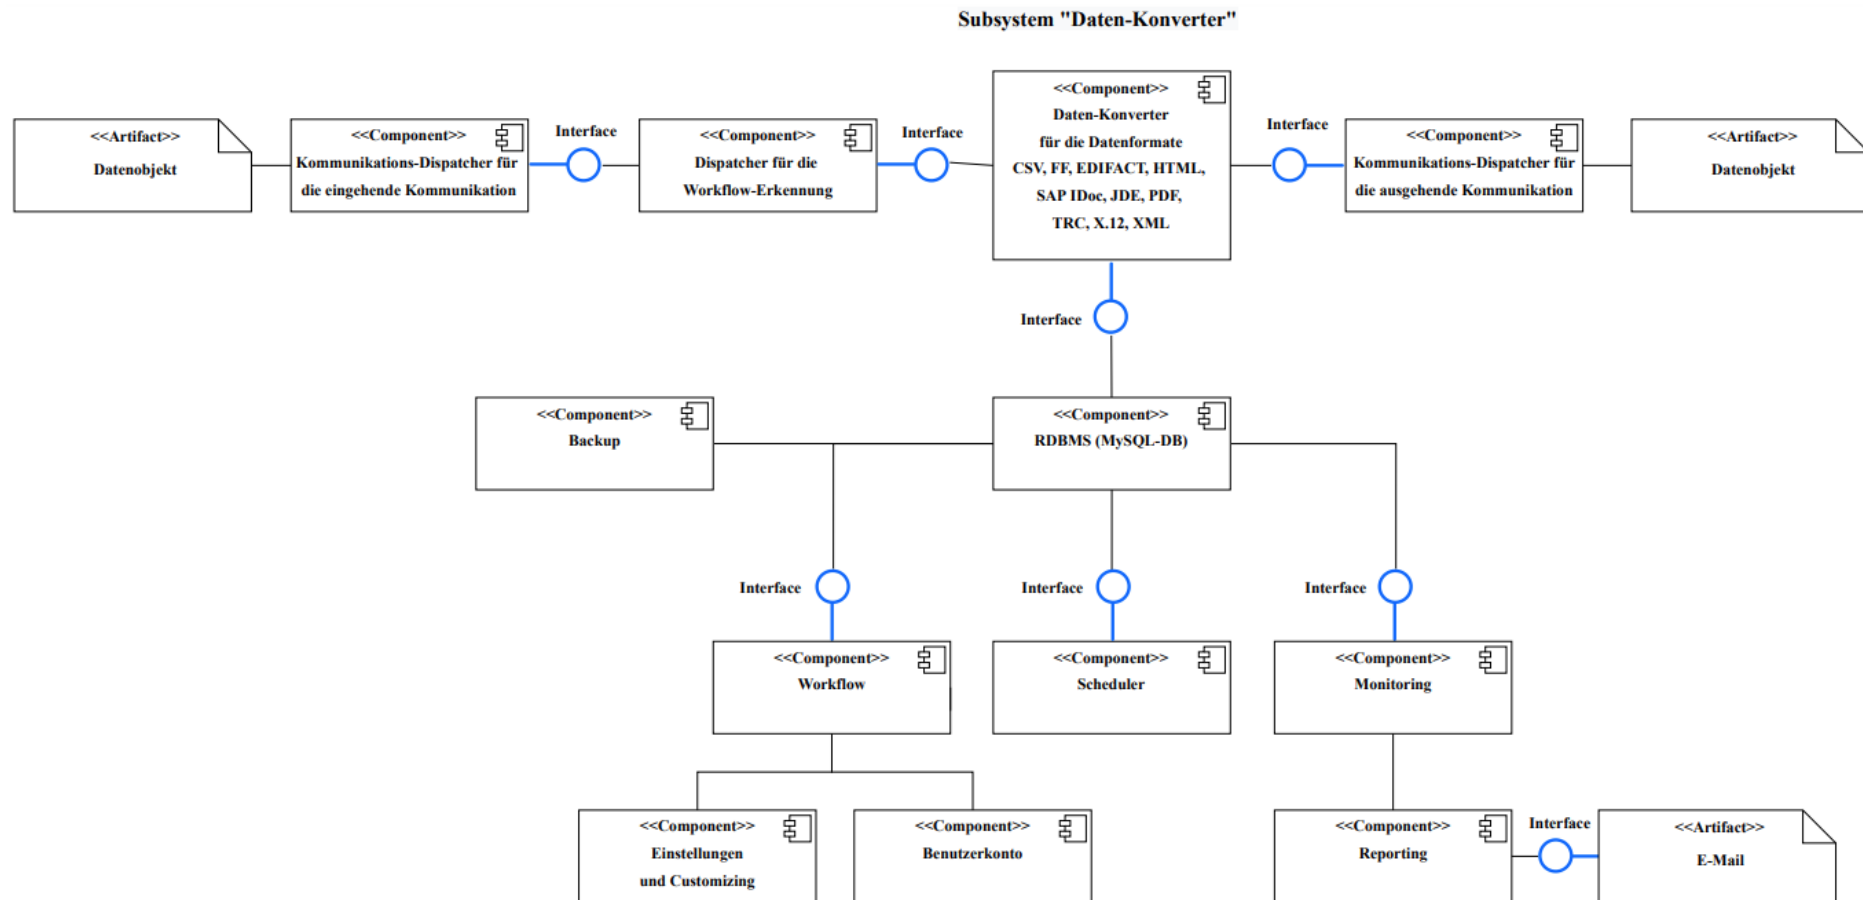 Subsystem "Daten-Konverter"
<<Artifact>>
Datenobjekt
<<Component>>
Kommunikations-Dispatcher für
die eingehende Kommunikation
Interface
<<Component>>
Dispatcher für die
Workflow-Erkennung
Interface
<<Component>>
Daten-Konverter
für die Datenformate
CSV, FF, EDIFACT, HTML,
SAP IDoc, JDE, PDF,
TRC, X.12, XML
Interface
<<Component>>
Kommunikations-Dispatcher für
die ausgehende Kommunikation
<<Artifact>>
Datenobjekt
Interface
<<Component>>
Backup
<<Component>>
RDBMS (MySQL-DB)
Interface
Interface
Interface
<<Component>>
Workflow
<<Component>>
Scheduler
<<Component>>
Monitoring
<<Component>>
Einstellungen
und Customizing
<<Component>>
Benutzerkonto
<<Component>>
Reporting
Interface
<<Artifact>>
E-Mail